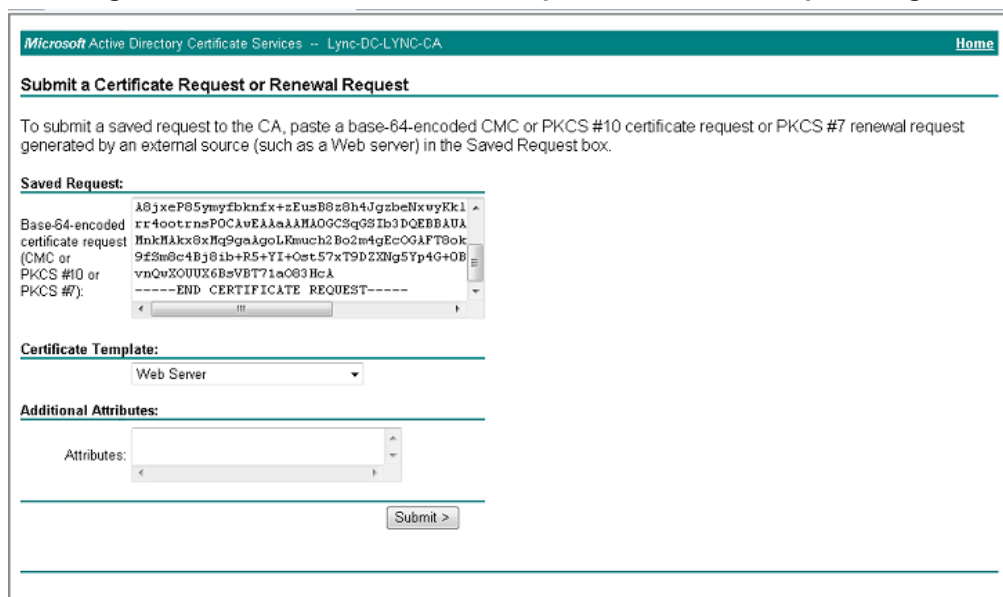 Microsoft Active Directory Certificate Services -- Lync-DC-LYNC-CA Home
Submit a Certificate Request or Renewal Request
To submit a saved request to the CA, paste a base-64-encoded CMC or PKCS #10 certificate request or PKCS #7 renewal request
generated by an external source (such as a Web server) in the Saved Request box.
Saved Request:
Base-64-encoded
certificate request
(CMC or
PKCS #10 or
PKCS #7):
A8jxeP85ymyfbknfx+zEusB8z8h4JgzbeNxwyKkl
rr4ootrnsPOCAwEAAaAAMA0GCSqGSIb3DQEBBAUA
MnkMAkx8xMq9gaAgoLKmuch2Bo2m4gEcOGAFT8ok
9fSm8c4Bj8ib+R5+YI+Ost57xT9DZXNg5Yp4G+OB
vnQwXOUUX6BsVBT71aO83HcA
-----END CERTIFICATE REQUEST-----
Certificate Template:
Web Server
Additional Attributes:
Attributes:
Submit >